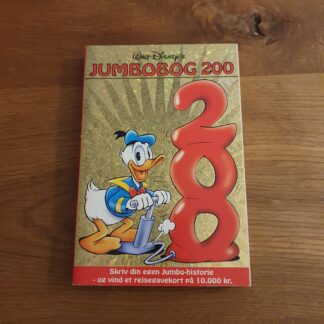 Walt Disney's
JUMBOBOG 200
200
Skriv din egen Jumbo-historie
- og vind et rejsegavekort på 10.000 kr.